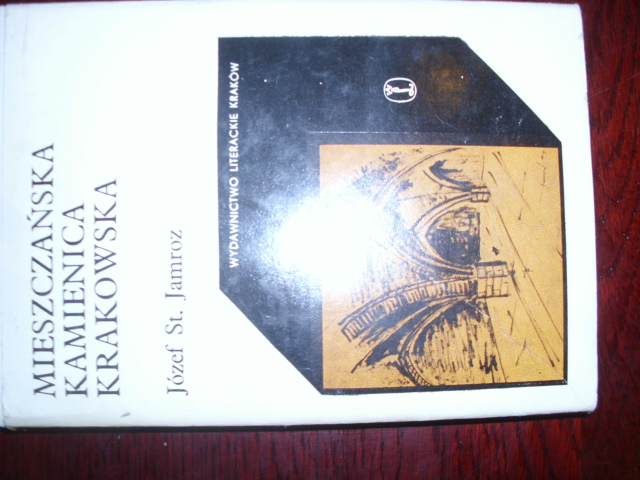 MIESZCZAŃSKA
KAMIENICA
KRAKOWSKA
Józef St. Jamroz
WYDAWNICTWO LITERACKIE KRAKÓW